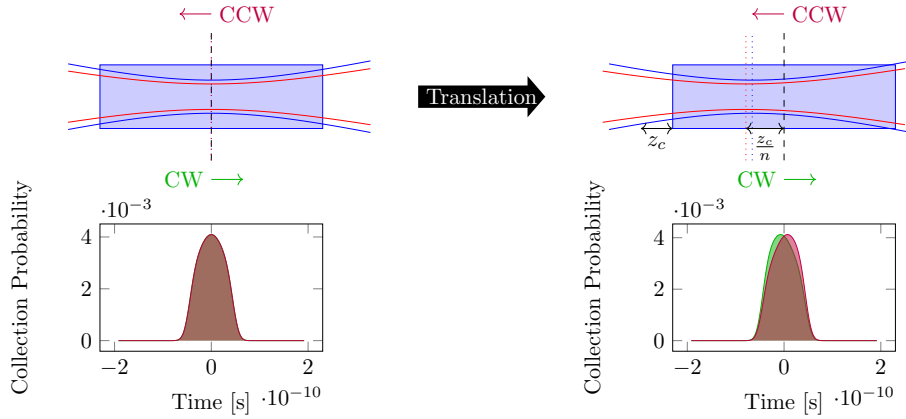 CCW
CCW
Translation
z_c
z_c/n
CW
CW
·10⁻³
·10⁻³
Collection Probability
Collection Probability
4
2
0
4
2
0
−2 0 2
−2 0 2
Time [s] ·10⁻¹⁰
Time [s] ·10⁻¹⁰